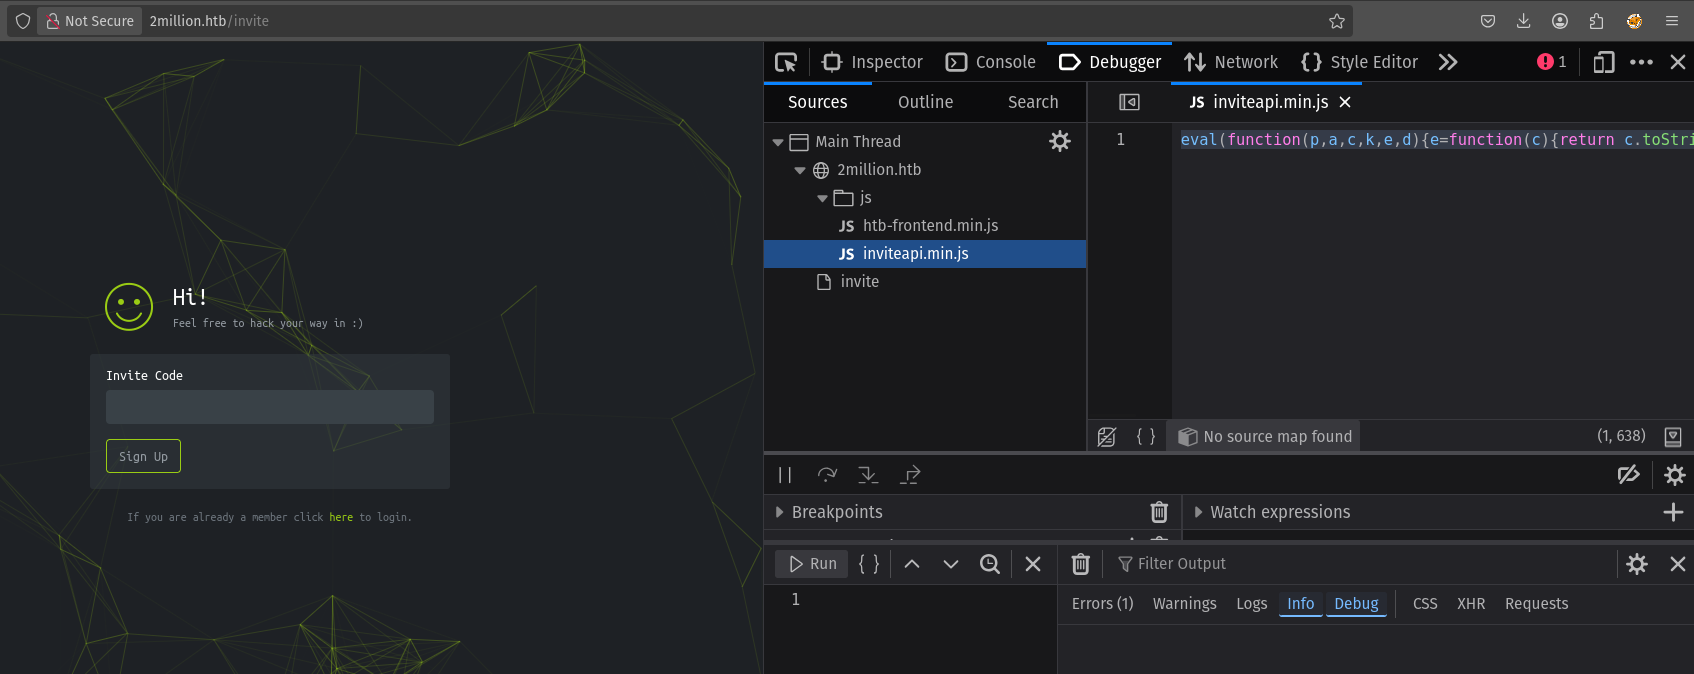 Not Secure 2million.htb/invite
Hi!
Feel free to hack your way in :)
Invite Code
Sign Up
If you are already a member click here to login.
Inspector Console Debugger Network {} Style Editor 1
Sources Outline Search
Main Thread
2million.htb
js
JS htb-frontend.min.js
JS inviteapi.min.js
invite
JS inviteapi.min.js
1 eval(function(p,a,c,k,e,d){e=function(c){return c.toStri
{ } No source map found (1, 638)
Breakpoints
Watch expressions
Run { }
1
Filter Output
Errors (1) Warnings Logs Info Debug CSS XHR Requests